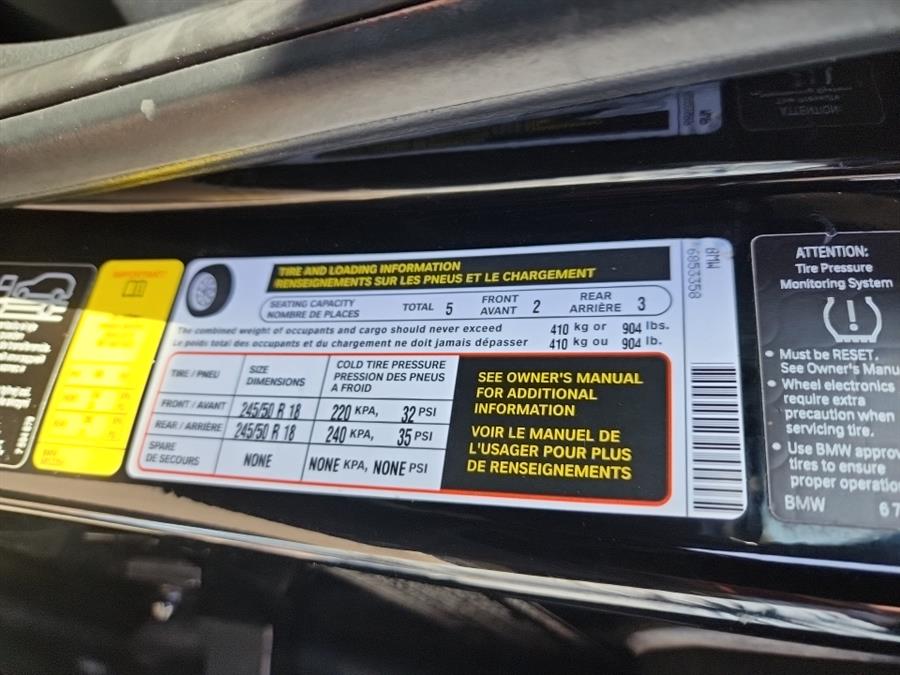 TIRE AND LOADING INFORMATION
RENSEIGNEMENTS SUR LES PNEUS ET LE CHARGEMENT
SEATING CAPACITY
NOMBRE DE PLACES
TOTAL 5
FRONT
AVANT 2
REAR
ARRIÈRE 3
The combined weight of occupants and cargo should never exceed 410 kg or 904 lbs.
Le poids total des occupants et du chargement ne doit jamais dépasser 410 kg ou 904 lb.
TIRE / PNEU
SIZE
DIMENSIONS
COLD TIRE PRESSURE
PRESSION DES PNEUS
A FROID
FRONT / AVANT 245/50 R 18 220 KPA, 32 PSI
REAR / ARRIÈRE 245/50 R 18 240 KPA, 35 PSI
SPARE
DE SECOURS
NONE NONE KPA, NONE PSI
SEE OWNER'S MANUAL
FOR ADDITIONAL
INFORMATION
VOIR LE MANUEL DE
L'USAGER POUR PLUS
DE RENSEIGNEMENTS
BMW
6853358
ATTENTION:
Tire Pressure
Monitoring System
Must be RESET.
See Owner's Manual
Wheel electronics
require extra
precaution when
servicing tire.
Use BMW
tires to ensure
proper
BMW 67